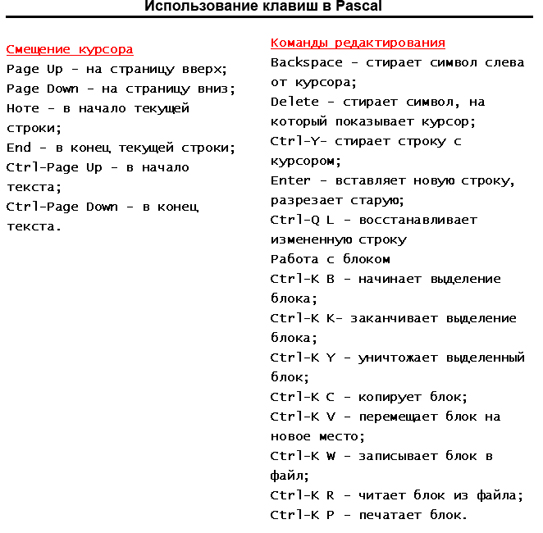 Использование клавиш в Pascal
Смещение курсора
Page Up – на страницу вверх;
Page Down – на страницу вниз;
Ноте – в начало текущей
строки;
End – в конец текущей строки;
Ctrl–Page Up – в начало
текста;
Ctrl–Page Down – в конец
текста.
Команды редактирования
Backspace – стирает символ слева
от курсора;
Delete – стирает символ, на
который показывает курсор;
Ctrl–Y– стирает строку с
курсором;
Enter – вставляет новую строку,
разрезает старую;
Ctrl–Q L – восстанавливает
измененную строку
Работа с блоком
Ctrl–K B – начинает выделение
блока;
Ctrl–K K– заканчивает выделение
блока;
Ctrl–K Y – уничтожает выделенный
блок;
Ctrl–K C – копирует блок;
Ctrl–K V – перемещает блок на
новое место;
Ctrl–K W – записывает блок в
файл;
Ctrl–K R – читает блок из файла;
Ctrl–K P – печатает блок.